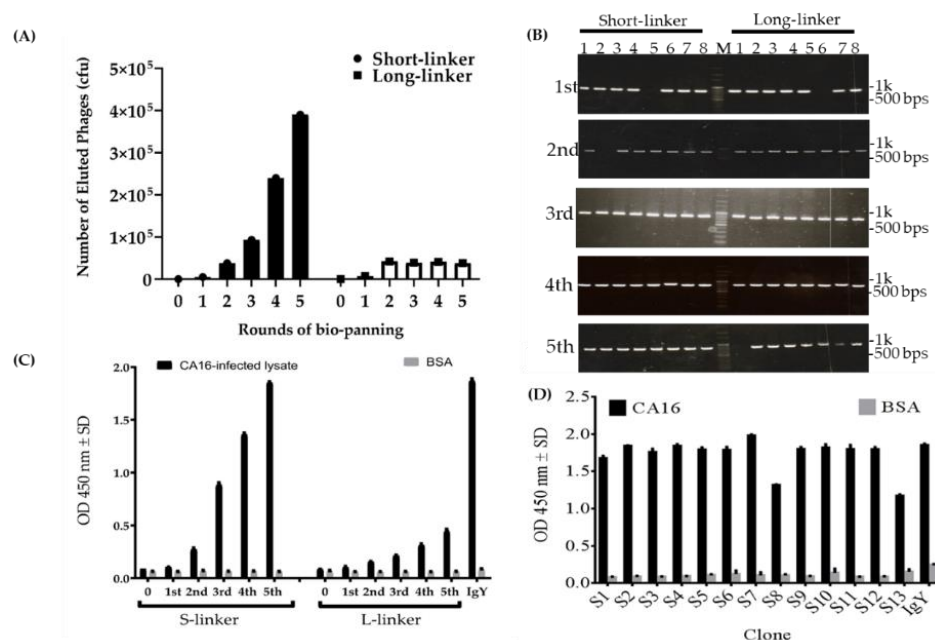 (A)
Number of Eluted Phages (cfu)
5×10⁵
4×10⁵
3×10⁵
2×10⁵
1×10⁵
0
Short-linker
Long-linker
0 1 2 3 4 5 0 1 2 3 4 5
Rounds of bio-panning
(B)
Short-linker Long-linker
1 2 3 4 5 6 7 8 M 1 2 3 4 5 6 7 8
1st -1k
-500 bps
2nd -1k
-500 bps
3rd -1k
-500 bps
4th -1k
-500 bps
5th -1k
-500 bps
(C)
CA16-infected lysate BSA
OD 450 nm ± SD
2.0
1.5
1.0
0.5
0.0
0 1st 2nd 3rd 4th 5th 0 1st 2nd 3rd 4th 5th IgY
S-linker L-linker
(D)
CA16 BSA
OD 450 nm ± SD
2.5
2.0
1.5
1.0
0.5
0.0
S1 S2 S3 S4 S5 S6 S7 S8 S9 S10 S11 S12 S13 IgY
Clone